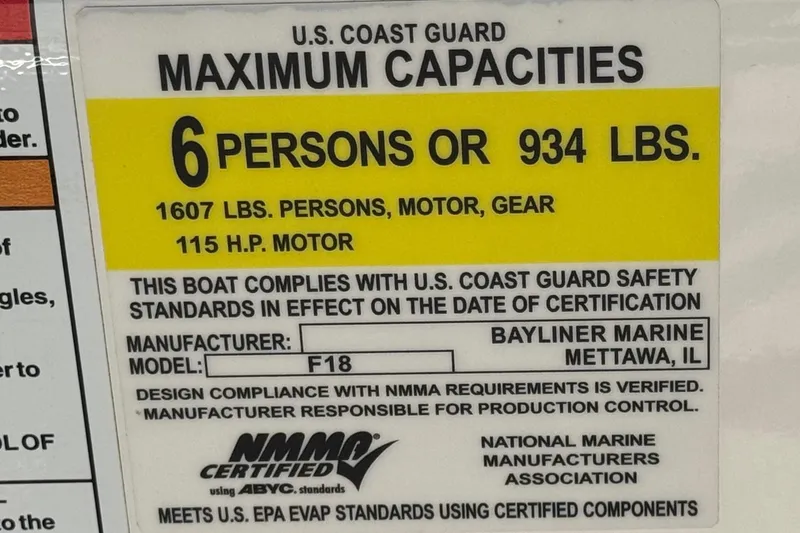 U.S. COAST GUARD
MAXIMUM CAPACITIES
6 PERSONS OR 934 LBS.
1607 LBS. PERSONS, MOTOR, GEAR
115 H.P. MOTOR
THIS BOAT COMPLIES WITH U.S. COAST GUARD SAFETY
STANDARDS IN EFFECT ON THE DATE OF CERTIFICATION
MANUFACTURER: BAYLINER MARINE
METTAWA, IL
MODEL: F18
DESIGN COMPLIANCE WITH NMMA REQUIREMENTS IS VERIFIED.
MANUFACTURER RESPONSIBLE FOR PRODUCTION CONTROL.
NMMA®
CERTIFIED
using ABYC. standards
NATIONAL MARINE
MANUFACTURERS
ASSOCIATION
MEETS U.S. EPA EVAP STANDARDS USING CERTIFIED COMPONENTS
to
der.
of
gles,
er to
OL OF
to the